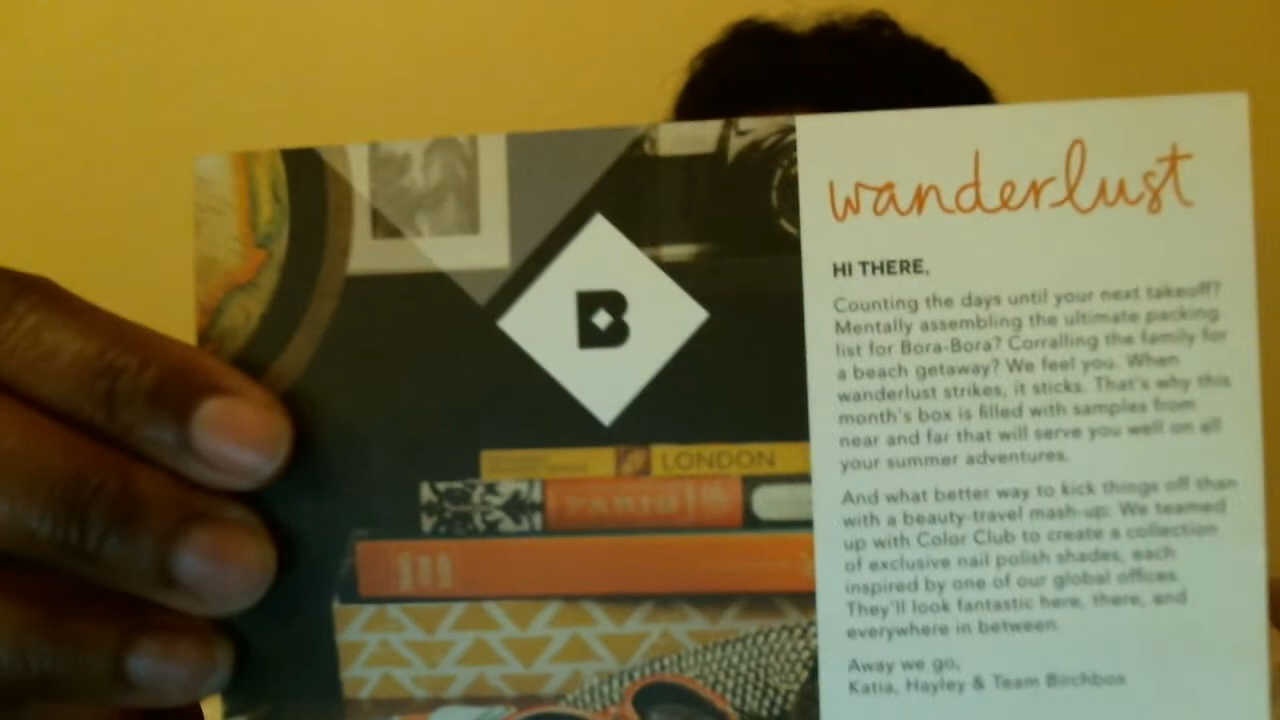 wanderlust
HI THERE,
Counting the days until your next takeoff?
Mentally assembling the ultimate packing
list for Bora-Bora? Corralling the family for
a beach getaway? We feel you. When
wanderlust strikes, it sticks. That's why this
month's box is filled with samples from
near and far that will serve you well on all
your summer adventures.
And what better way to kick things off than
with a beauty-travel mash-up: We teamed
up with Color Club to create a collection
of exclusive nail polish shades, each
inspired by one of our global offices.
They'll look fantastic here, there, and
everywhere in between.
Away we go,
Katia, Hayley & Team Birchbox
B
LONDON
PARIS